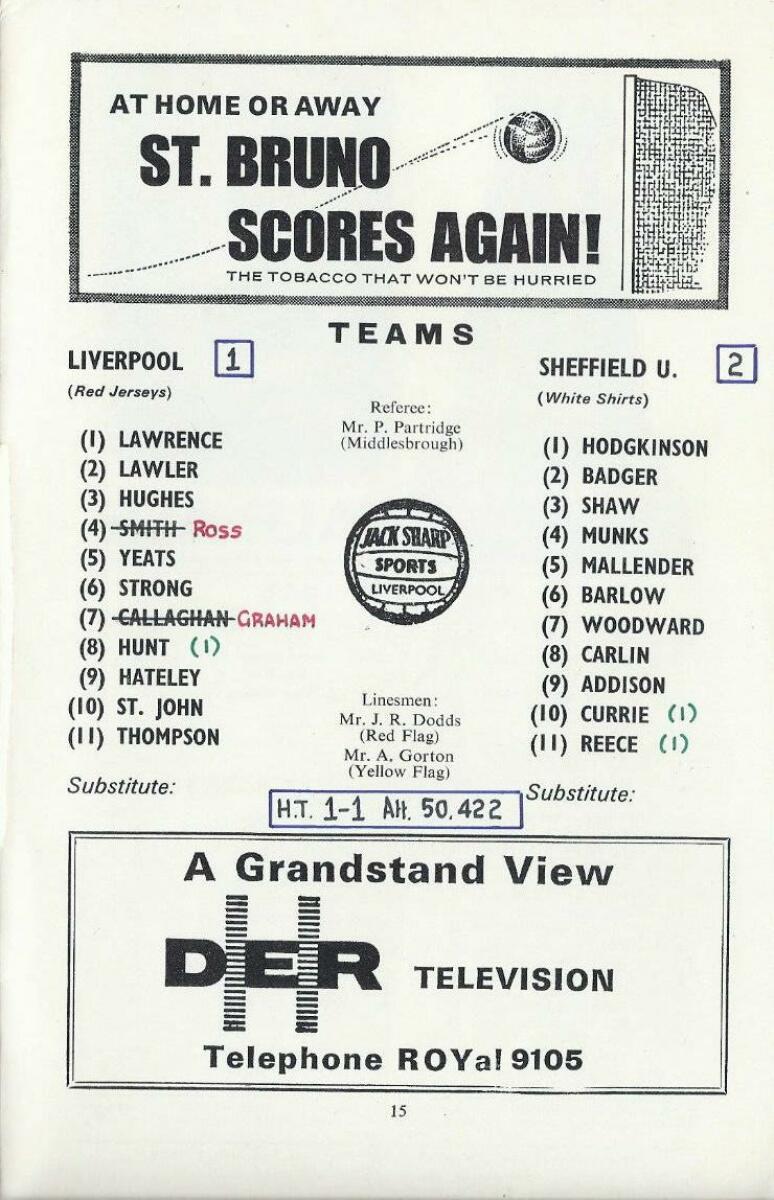 AT HOME OR AWAY
ST. BRUNO
SCORES AGAIN!
THE TOBACCO THAT WON'T BE HURRIED
TEAMS
LIVERPOOL 1
(Red Jerseys)
(1) LAWRENCE
(2) LAWLER
(3) HUGHES
(4) SMITH Ross
(5) YEATS
(6) STRONG
(7) CALLAGHAN GRAHAM
(8) HUNT (1)
(9) HATELEY
(10) ST. JOHN
(11) THOMPSON
Substitute:
Referee:
Mr. P. Partridge
(Middlesbrough)
JACK SHARP
SPORTS
LIVERPOOL
Linesmen:
Mr. J. R. Dodds
(Red Flag)
Mr. A. Gorton
(Yellow Flag)
SHEFFIELD U. 2
(White Shirts)
(1) HODGKINSON
(2) BADGER
(3) SHAW
(4) MUNKS
(5) MALLENDER
(6) BARLOW
(7) WOODWARD
(8) CARLIN
(9) ADDISON
(10) CURRIE (1)
(11) REECE (1)
Substitute:
H.T. 1-1 Att. 50,422
A Grandstand View
DER TELEVISION
Telephone ROYal 9105
15